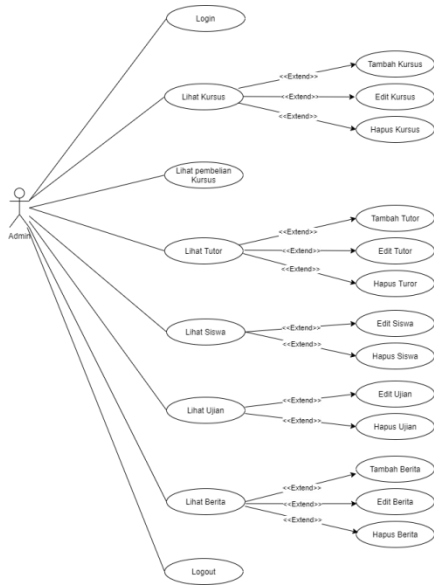 Login
Tambah Kursus
<<Extend>>
Lihat Kursus
<<Extend>>
Edit Kursus
<<Extend>>
Hapus Kursus
Lihat pembelian
Kursus
Admin
Tambah Tutor
<<Extend>>
Lihat Tutor
<<Extend>>
Edit Tutor
<<Extend>>
Hapus Turor
Lihat Siswa
<<Extend>>
Edit Siswa
<<Extend>>
Hapus Siswa
Lihat Ujian
<<Extend>>
Edit Ujian
<<Extend>>
Hapus Ujian
Tambah Berita
<<Extend>>
Lihat Berita
<<Extend>>
Edit Berita
<<Extend>>
Hapus Berita
Logout